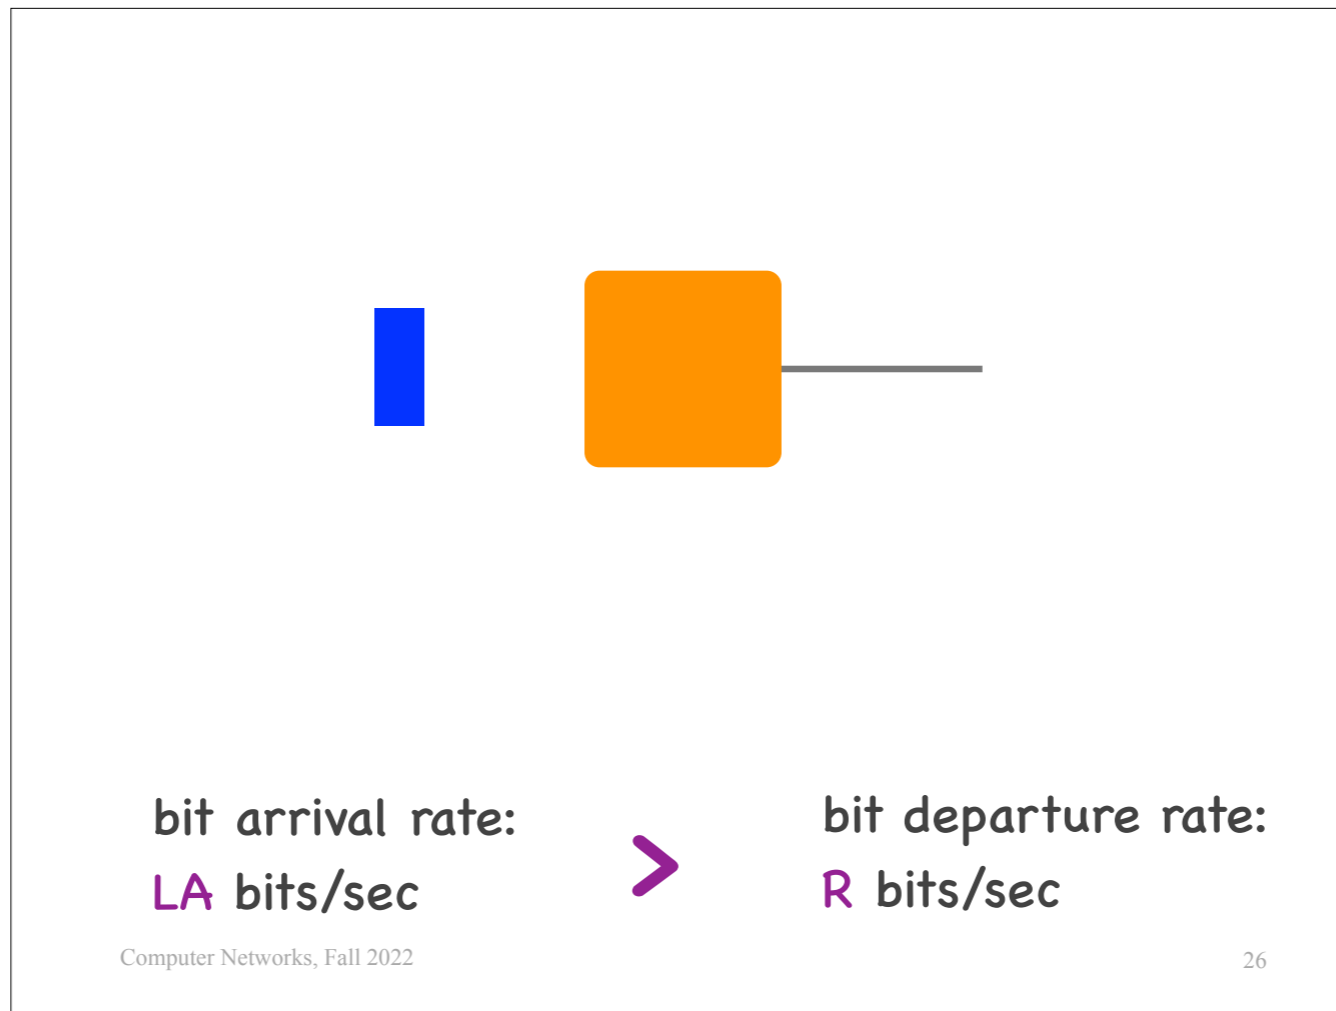 bit arrival rate:
LA bits/sec
>
bit departure rate:
R bits/sec
Computer Networks, Fall 2022
26